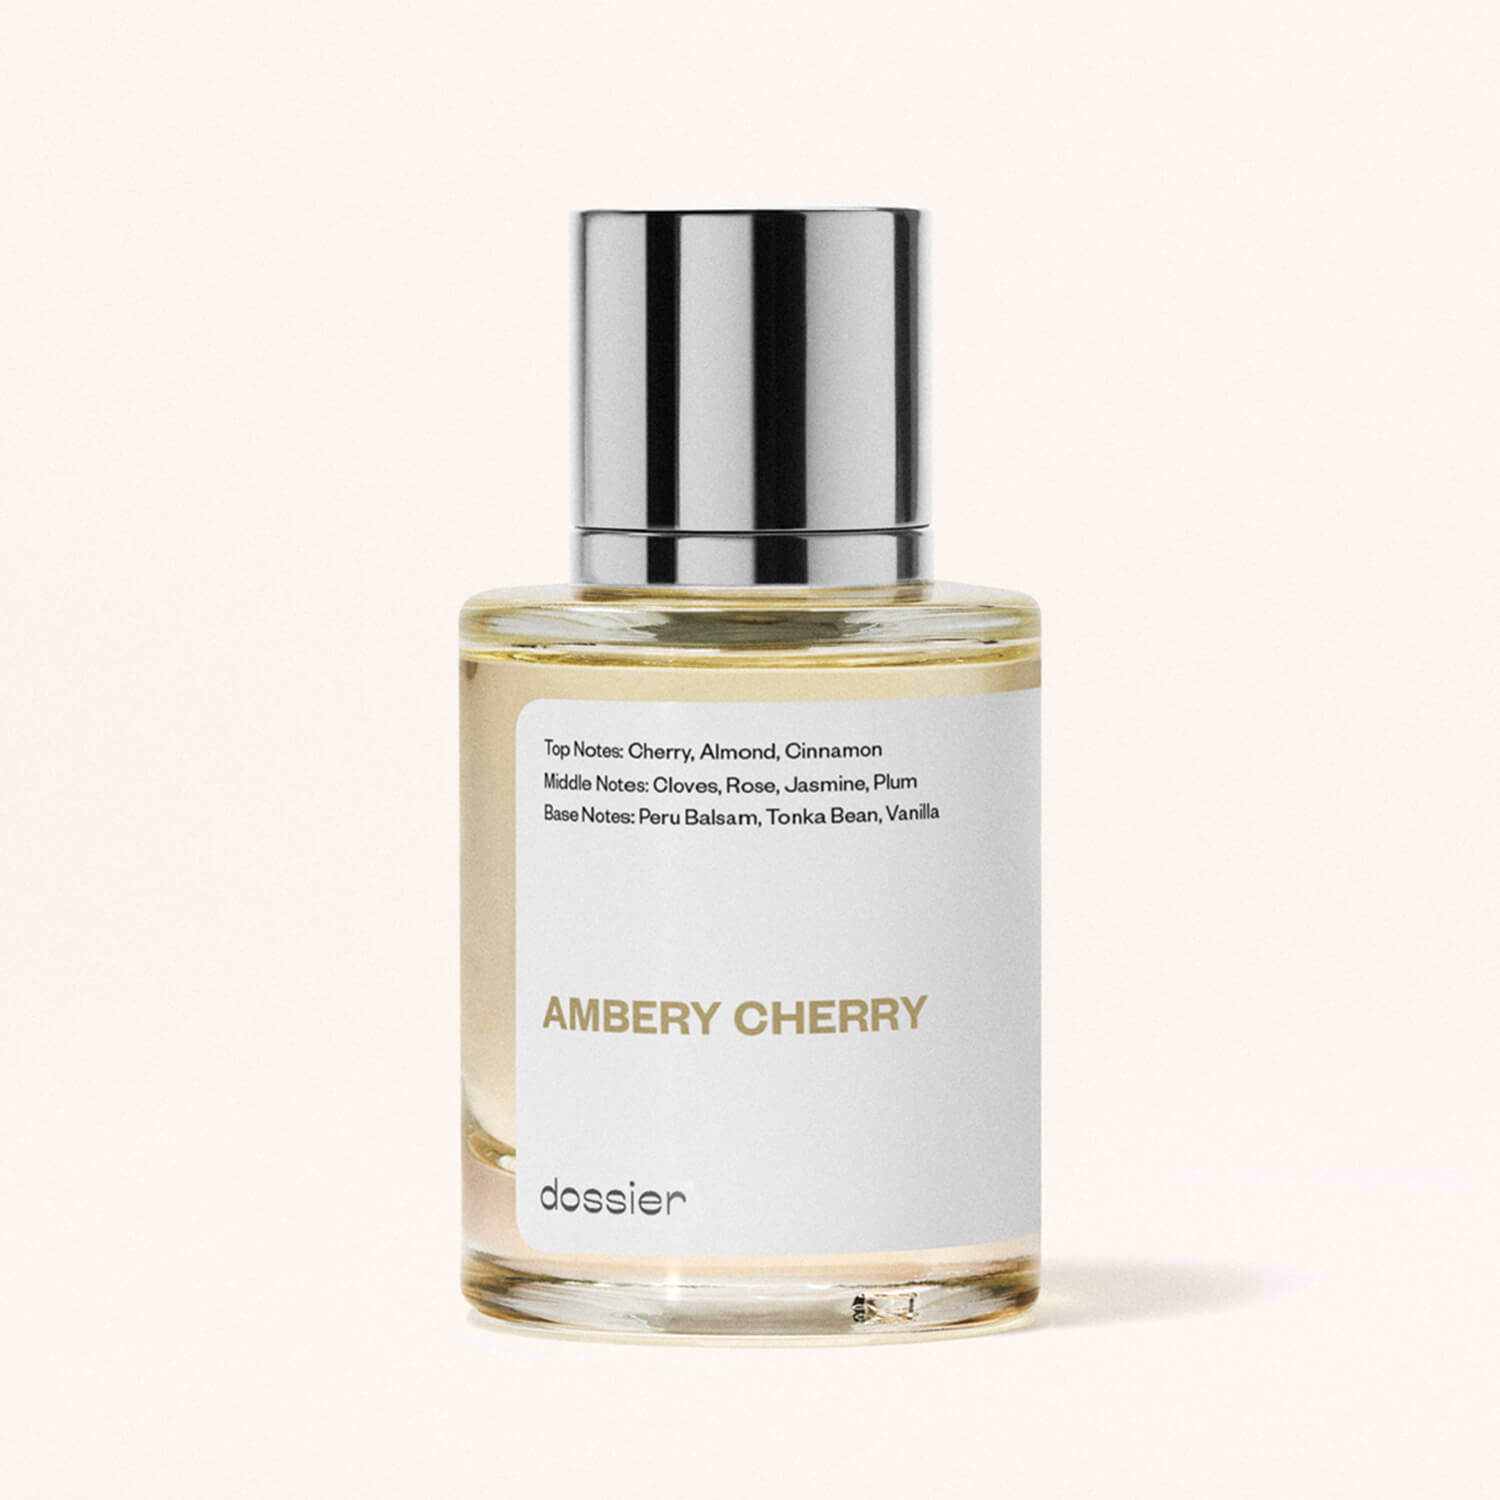 Top Notes: Cherry, Almond, Cinnamon
Middle Notes: Cloves, Rose, Jasmine, Plum
Base Notes: Peru Balsam, Tonka Bean, Vanilla
AMBERY CHERRY
dossier